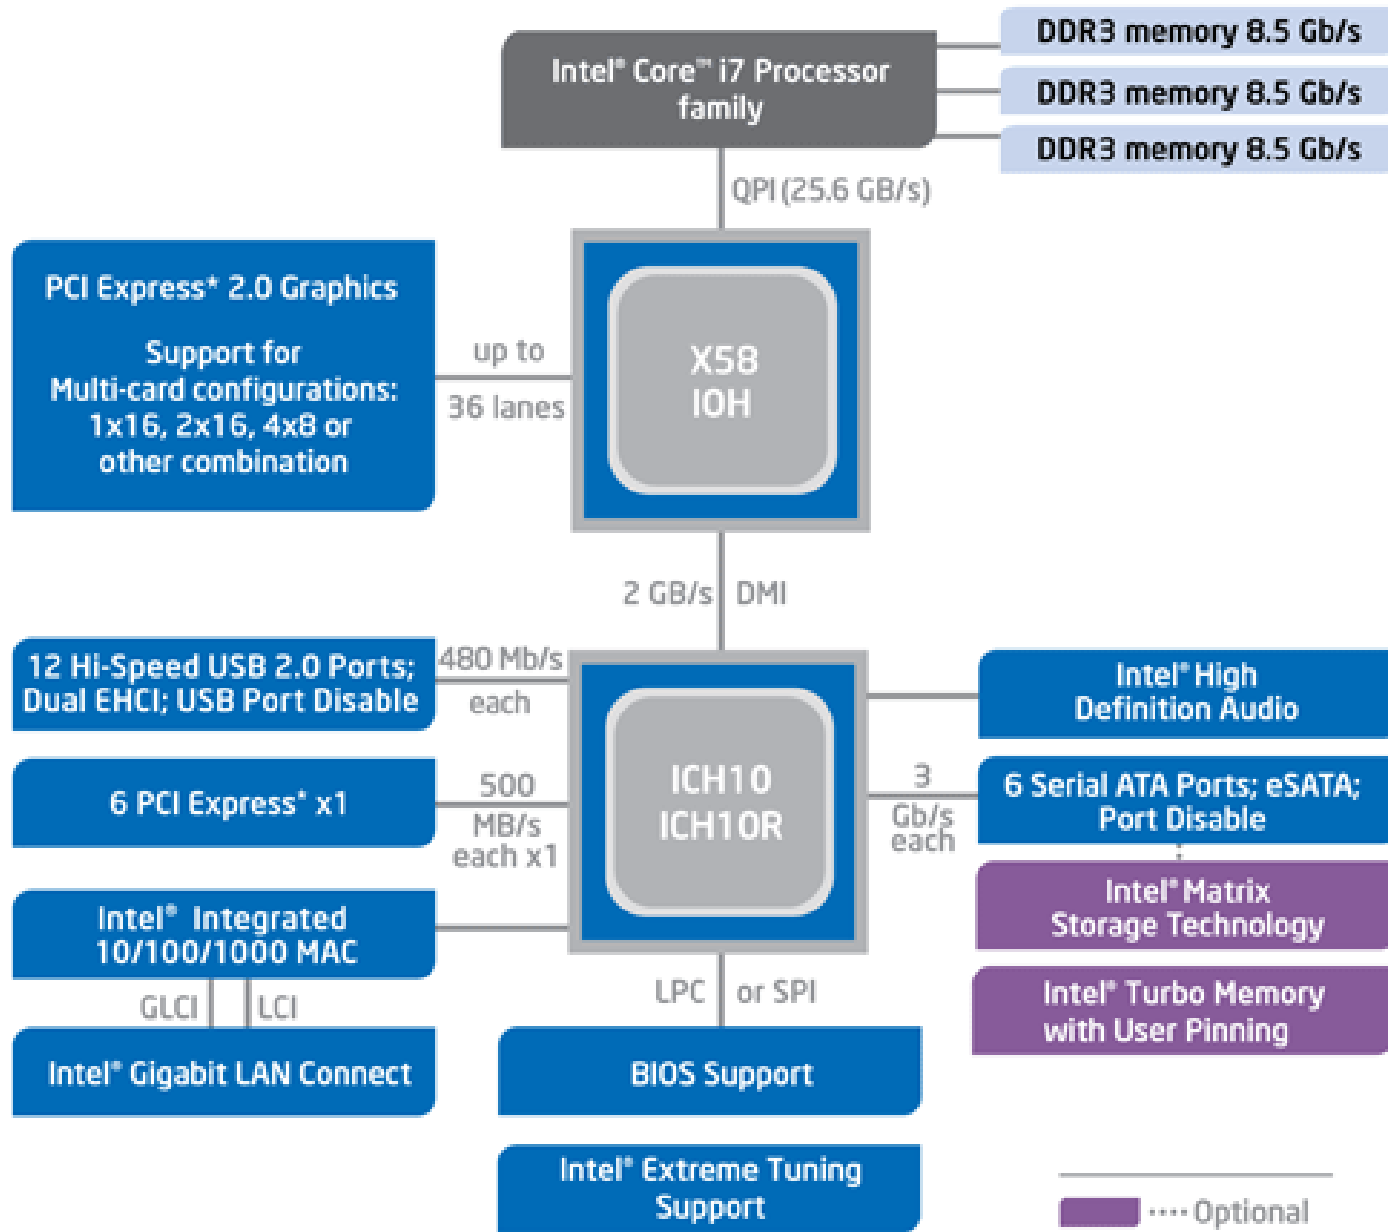 Intel® Core™ i7 Processor
family
DDR3 memory 8.5 Gb/s
DDR3 memory 8.5 Gb/s
DDR3 memory 8.5 Gb/s
QPI (25.6 GB/s)
PCI Express* 2.0 Graphics
Support for
Multi-card configurations:
1x16, 2x16, 4x8 or
other combination
up to
36 lanes
X58
IOH
2 GB/s DMI
12 Hi-Speed USB 2.0 Ports;
Dual EHCI; USB Port Disable
480 Mb/s
each
6 PCI Express* x1
500
MB/s
each x1
Intel® Integrated
10/100/1000 MAC
GLCI LCI
Intel® Gigabit LAN Connect
ICH10
ICH10R
Intel® High
Definition Audio
3
Gb/s
each
6 Serial ATA Ports; eSATA;
Port Disable
Intel® Matrix
Storage Technology
Intel® Turbo Memory
with User Pinning
LPC or SPI
BIOS Support
Intel® Extreme Tuning
Support
Optional